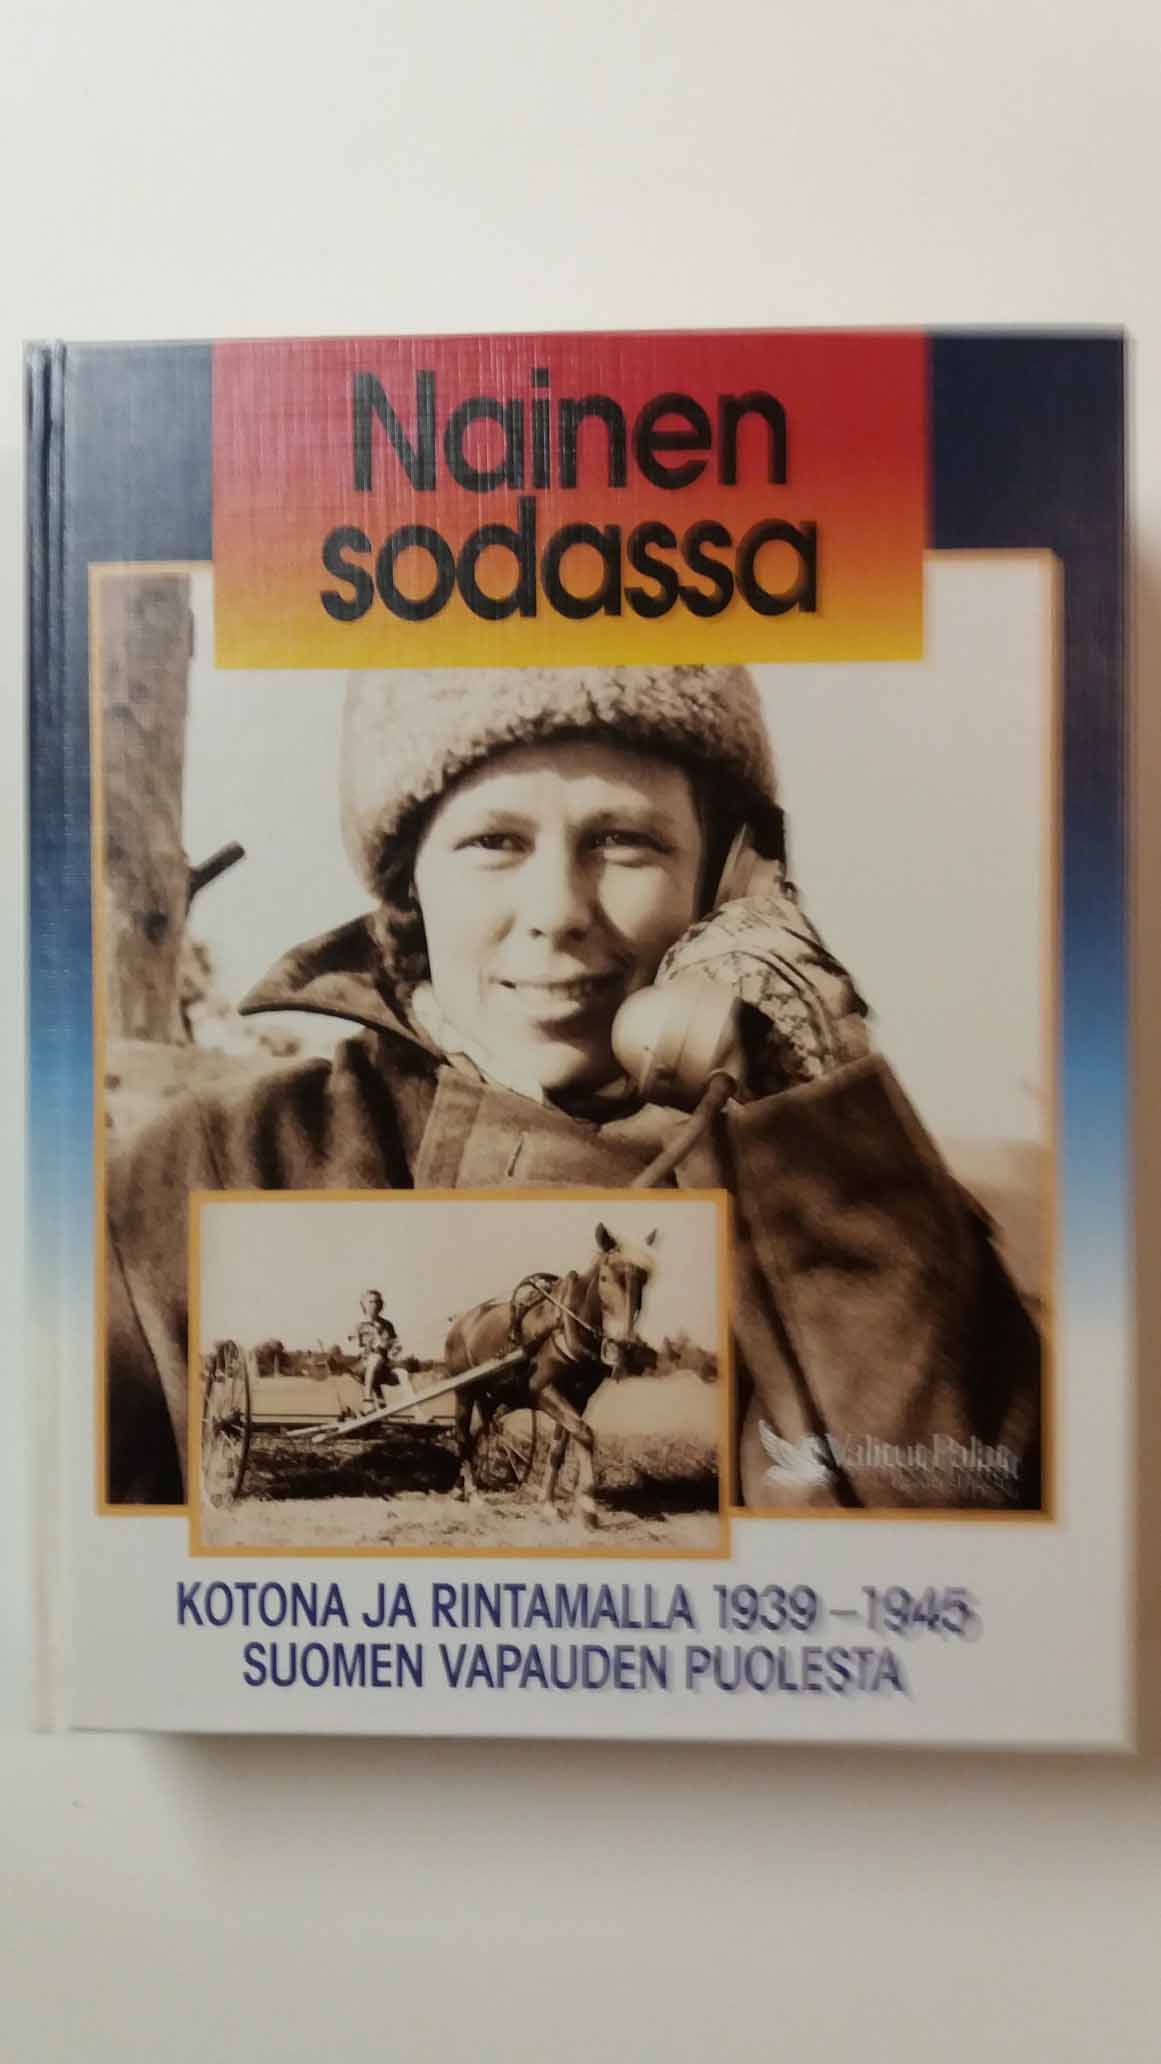 Nainen
sodassa
Valitut Palat
KOTONA JA RINTAMALLA 1939–1945
SUOMEN VAPAUDEN PUOLESTA